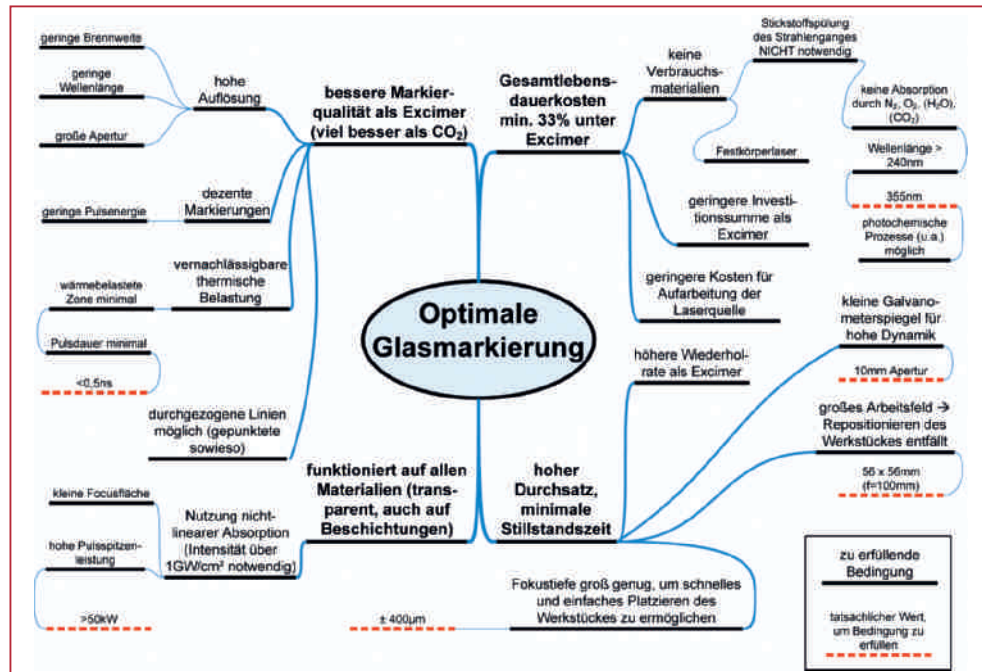 geringe Brennweite
geringe
Wellenlänge
große Apertur
hohe
Auflösung
bessere Markier-
qualität als Excimer
(viel besser als CO₂)
geringe Pulsenergie
dezente
Markierungen
wärmebelastete
Zone minimal
vernachlässigbare
thermische
Belastung
Pulsdauer minimal
<0,5ns
durchgezogene Linien
möglich (gepunktete
sowieso)
Gesamtlebens-
dauerkosten
min. 33% unter
Excimer
keine
Verbrauchs-
materialien
Stickstoffspülung
des Strahlenganges
NICHT notwendig
keine Absorption
durch N₂, O₂, (H₂O),
(CO₂)
Wellenlänge >
240nm
355nm
photochemische
Prozesse (u.a.)
möglich
Festkörperlaser
geringere Investi-
tionssumme als
Excimer
geringere Kosten für
Aufarbeitung der
Laserquelle
Optimale
Glasmarkierung
kleine Galvano-
meterspiegel für
hohe Dynamik
10mm Apertur
höhere Wiederhol-
rate als Excimer
großes Arbeitsfeld →
Repositionieren des
Werkstückes entfällt
56 x 56mm
(f=100mm)
funktioniert auf allen
Materialien (trans-
parent, auch auf
Beschichtungen)
hoher
Durchsatz,
minimale
Stillstandszeit
kleine Focusfläche
hohe Pulsspitzen-
leistung
>50kW
Nutzung nicht-
linearer Absorption
(Intensität über
1GW/cm² notwendig)
± 400µm
Fokustiefe groß genug, um schnelles
und einfaches Platzieren des
Werkstückes zu ermöglichen
zu erfüllende
Bedingung
tatsächlicher Wert,
um Bedingung zu
erfüllen